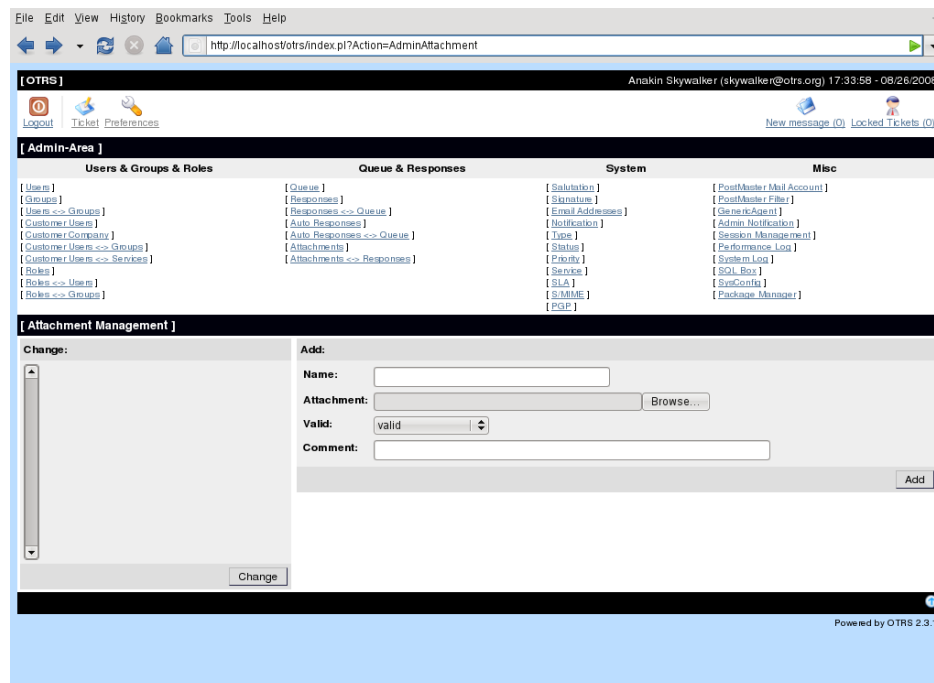 File Edit View History Bookmarks Tools Help
http://localhost/otrs/index.pl?Action=AdminAttachment
[ OTRS ] Anakin Skywalker (skywalker@otrs.org) 17:33:58 - 08/26/2008
Logout Ticket Preferences New message (0) Locked Tickets (0)
[ Admin-Area ]
Users & Groups & Roles Queue & Responses System Misc
[ Users ] [ Queue ] [ Salutation ] [ PostMaster Mail Account ]
[ Groups ] [ Responses ] [ Signature ] [ PostMaster Filter ]
[ Users <-> Groups ] [ Responses <-> Queue ] [ Email Addresses ] [ GenericAgent ]
[ Customer Users ] [ Auto Responses ] [ Notification ] [ Admin Notification ]
[ Customer Company ] [ Auto Responses <-> Queue ] [ Type ] [ Session Management ]
[ Customer Users <-> Groups ] [ Attachments ] [ Status ] [ Performance Log ]
[ Customer Users <-> Services ] [ Attachments <-> Responses ] [ Priority ] [ System Log ]
[ Roles ] [ Service ] [ SQL Box ]
[ Roles <-> Users ] [ SLA ] [ SysConfig ]
[ Roles <-> Groups ] [ S/MIME ] [ Package Manager ]
[ PGP ]
[ Attachment Management ]
Change: Add:
Name:
Attachment: Browse...
Valid: valid
Comment:
Add
Change
Powered by OTRS 2.3.